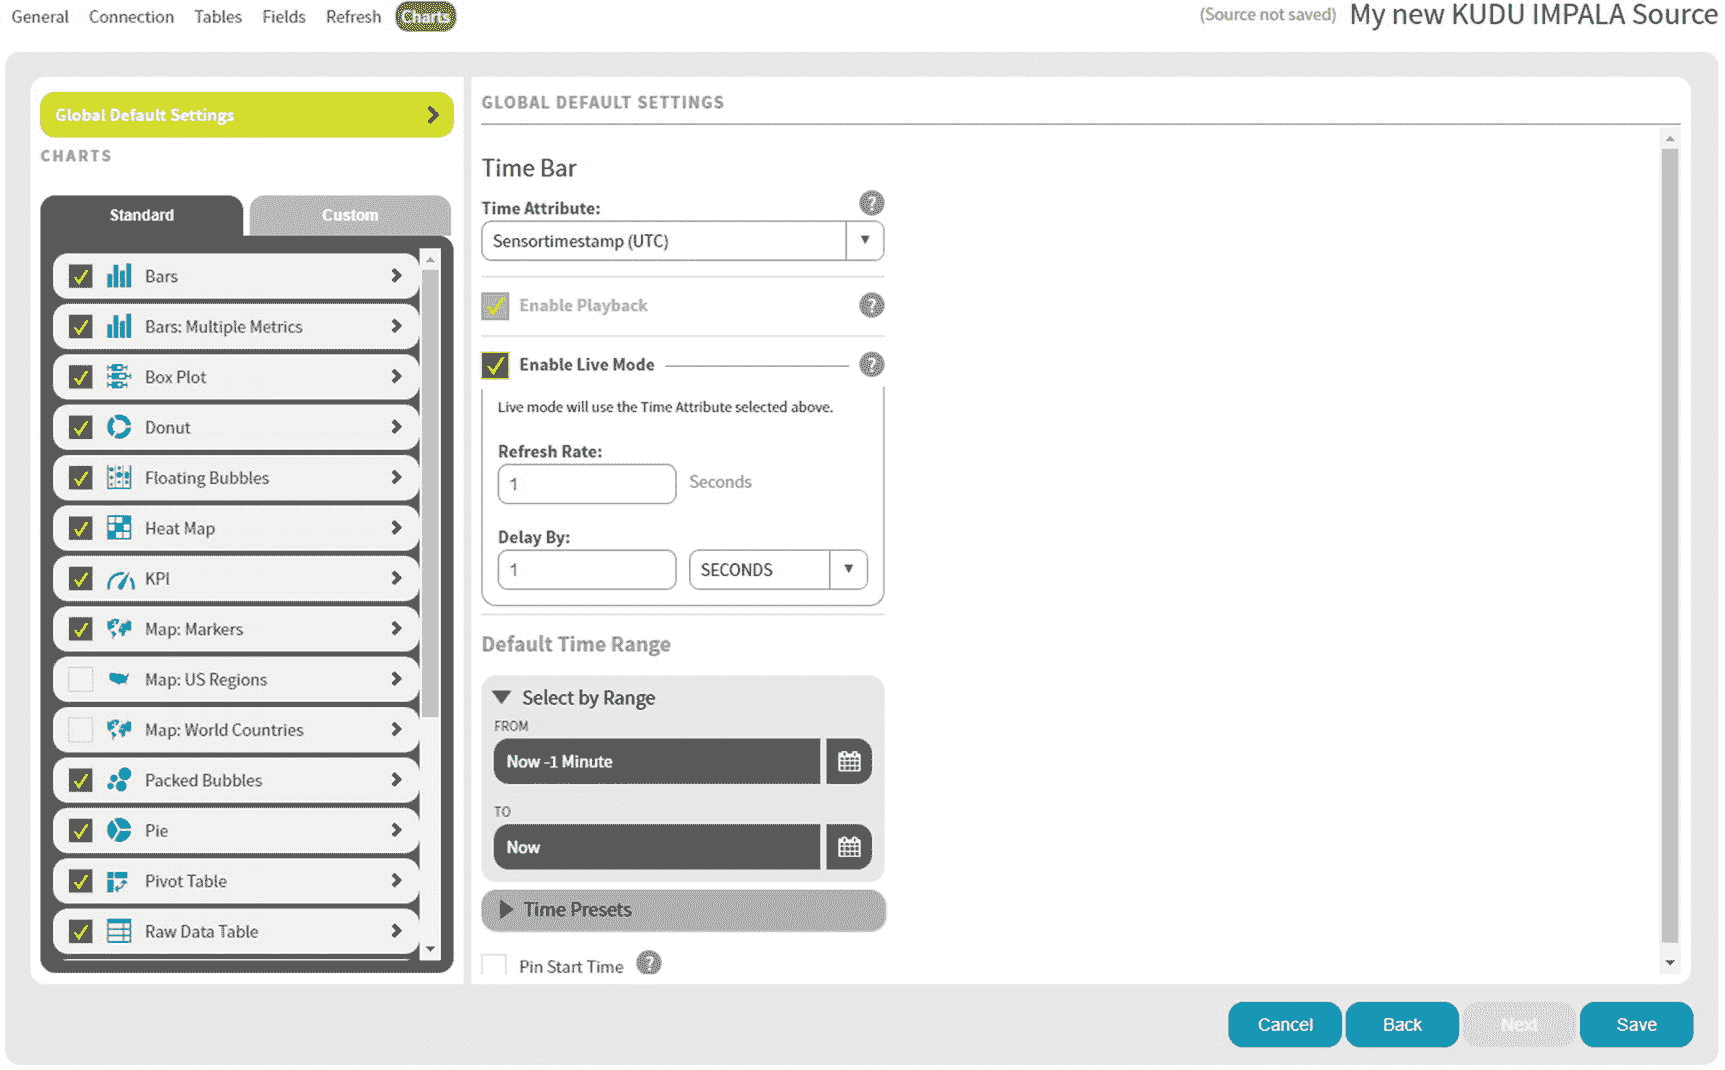 General Connection Tables Fields Refresh Charts (Source not saved) My new KUDU IMPALA Source
Global Default Settings
CHARTS
Standard Custom
Bars
Bars: Multiple Metrics
Box Plot
Donut
Floating Bubbles
Heat Map
KPI
Map: Markers
Map: US Regions
Map: World Countries
Packed Bubbles
Pie
Pivot Table
Raw Data Table
GLOBAL DEFAULT SETTINGS
Time Bar
Time Attribute: ?
Sensortimestamp (UTC)
Enable Playback ?
Enable Live Mode ?
Live mode will use the Time Attribute selected above.
Refresh Rate:
1 Seconds
Delay By:
1 SECONDS
Default Time Range
Select by Range
FROM
Now -1 Minute
TO
Now
Time Presets
Pin Start Time ?
Cancel Back Next Save